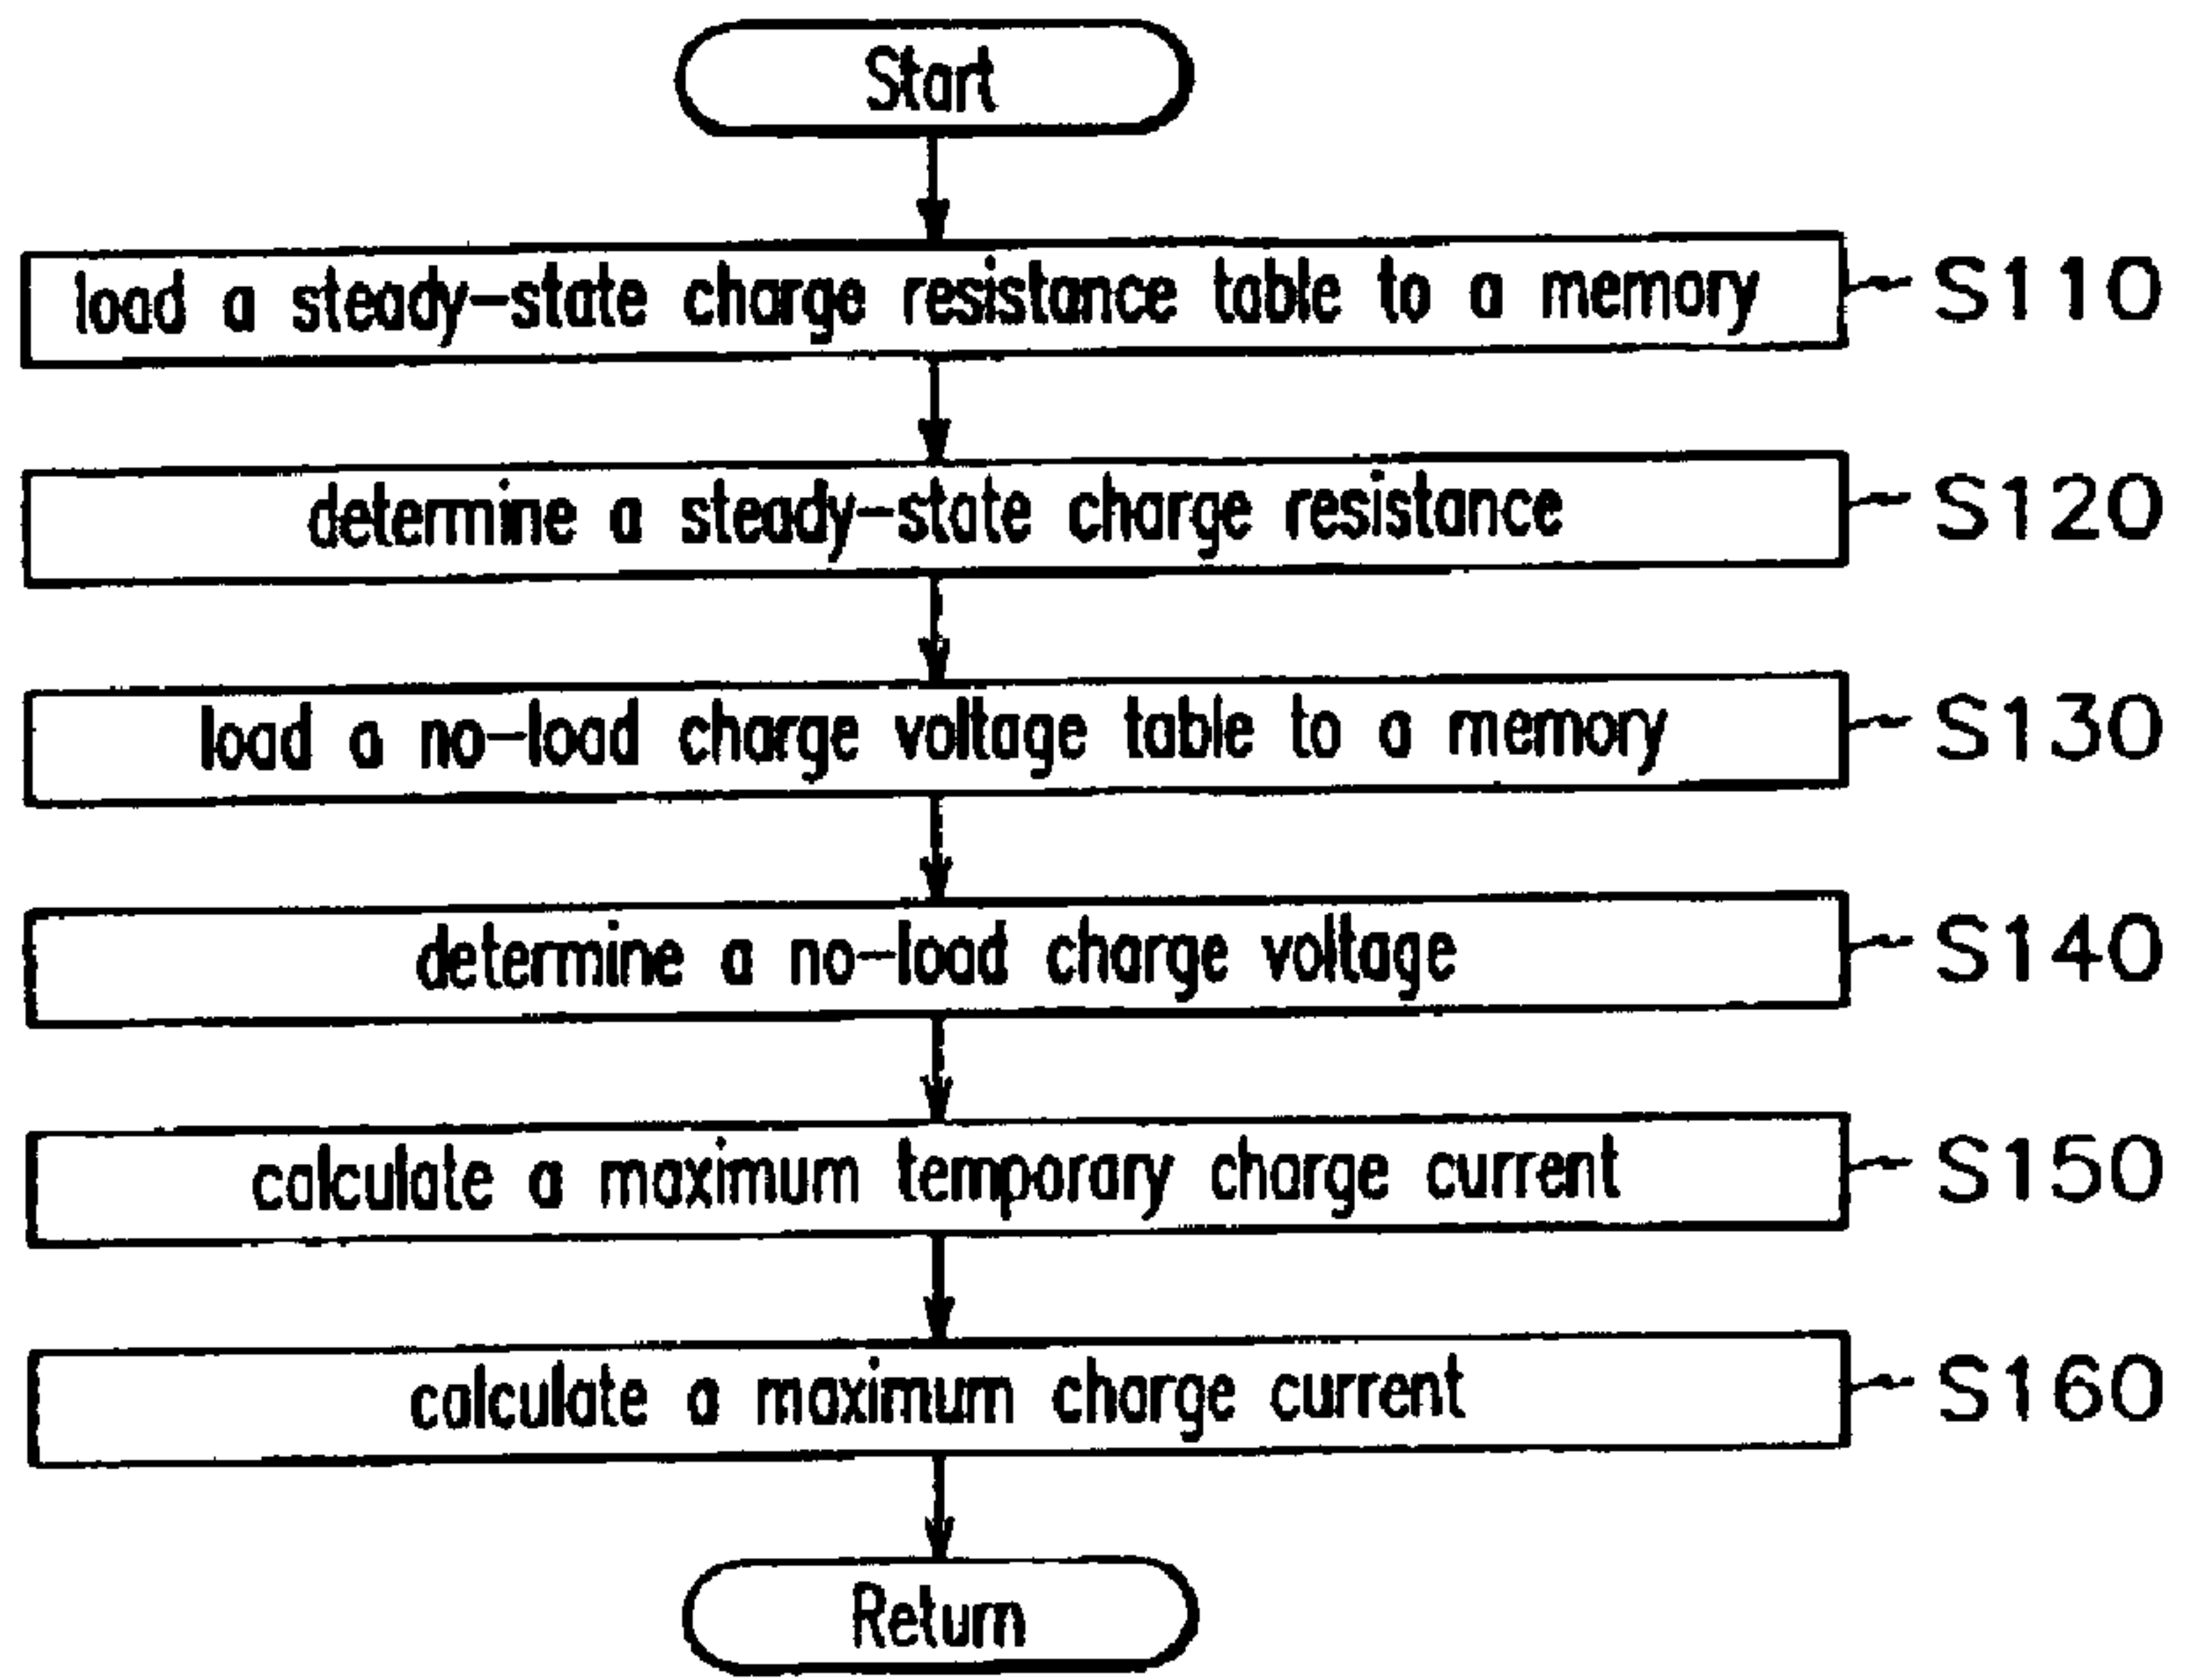 Start
load a steady-state charge resistance table to a memory S110
determine a steady-state charge resistance S120
load a no-load charge voltage table to a memory S130
determine a no-load charge voltage S140
calculate a maximum temporary charge current S150
calculate a maximum charge current S160
Return